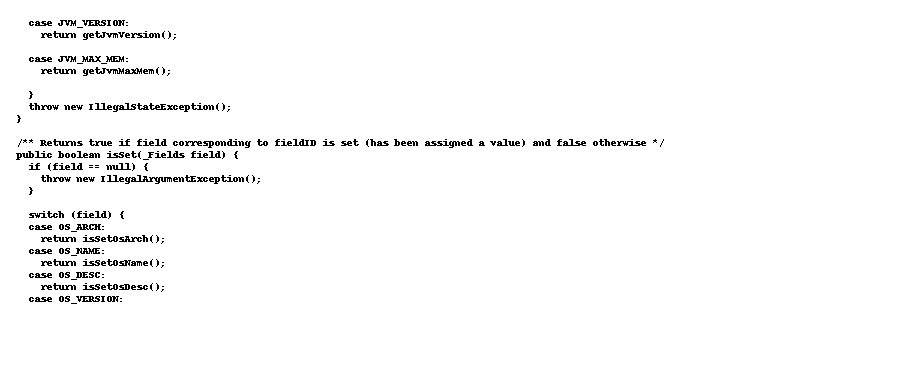 case JVM_VERSION:
return getJvmVersion();
case JVM_MAX_MEM:
return getJvmMaxMem();
}
throw new IllegalStateException();
}
/** Returns true if field corresponding to fieldID is set (has been assigned a value) and false otherwise */
public boolean isSet(_Fields field) {
if (field == null) {
throw new IllegalArgumentException();
}
switch (field) {
case OS_ARCH:
return isSetOsArch();
case OS_NAME:
return isSetOsName();
case OS_DESC:
return isSetOsDesc();
case OS_VERSION: